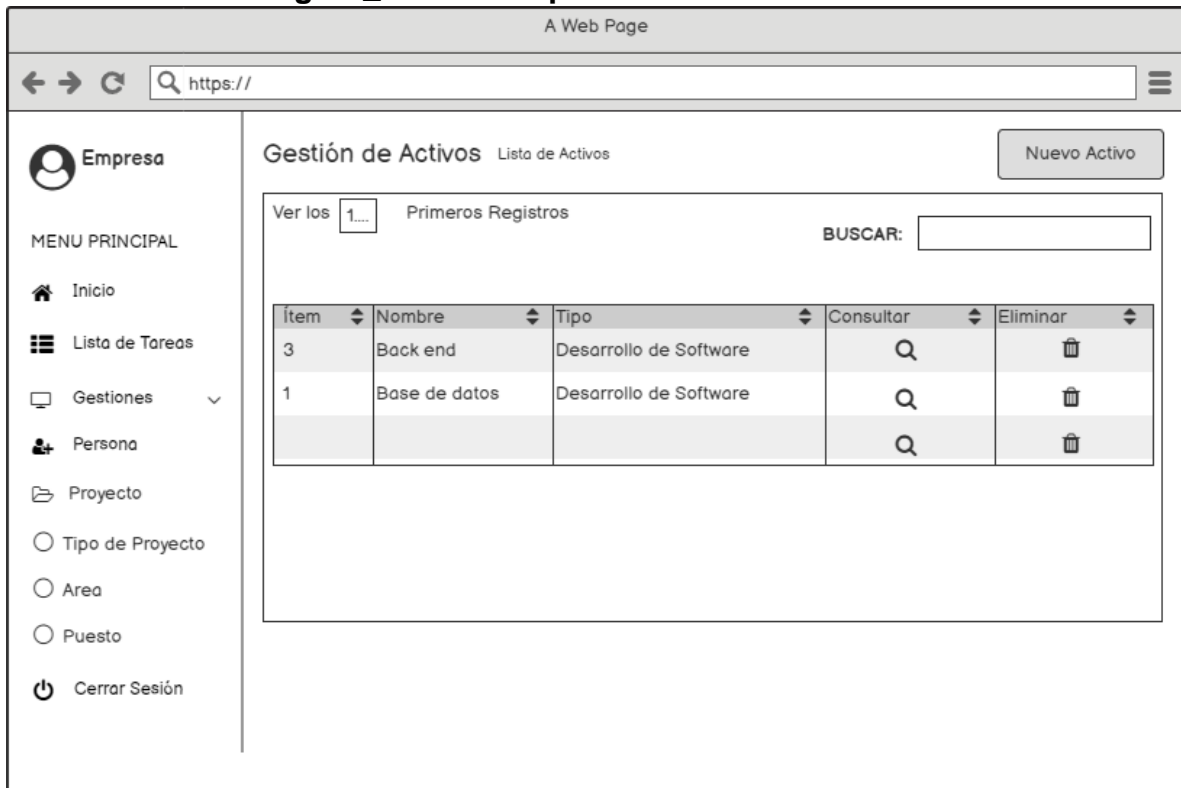 A Web Page
https://
Empresa
MENU PRINCIPAL
Inicio
Lista de Tareas
Gestiones
Persona
Proyecto
Tipo de Proyecto
Area
Puesto
Cerrar Sesión
Gestión de Activos Lista de Activos
Nuevo Activo
Ver los 1.... Primeros Registros
BUSCAR:
Ítem Nombre Tipo Consultar Eliminar
3 Back end Desarrollo de Software
1 Base de datos Desarrollo de Software